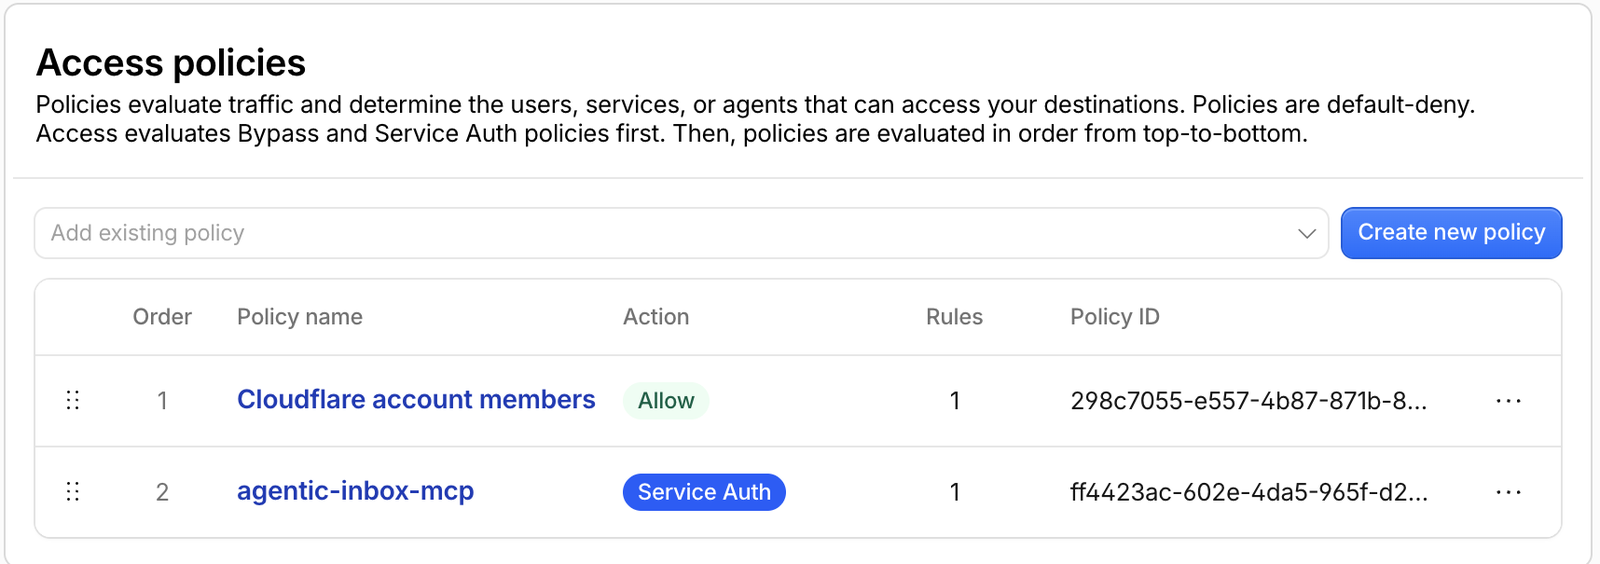 Access policies
Policies evaluate traffic and determine the users, services, or agents that can access your destinations. Policies are default-deny.
Access evaluates Bypass and Service Auth policies first. Then, policies are evaluated in order from top-to-bottom.
Add existing policy
Create new policy
Order Policy name Action Rules Policy ID
1 Cloudflare account members Allow 1 298c7055-e557-4b87-871b-8...
2 agentic-inbox-mcp Service Auth 1 ff4423ac-602e-4da5-965f-d2...